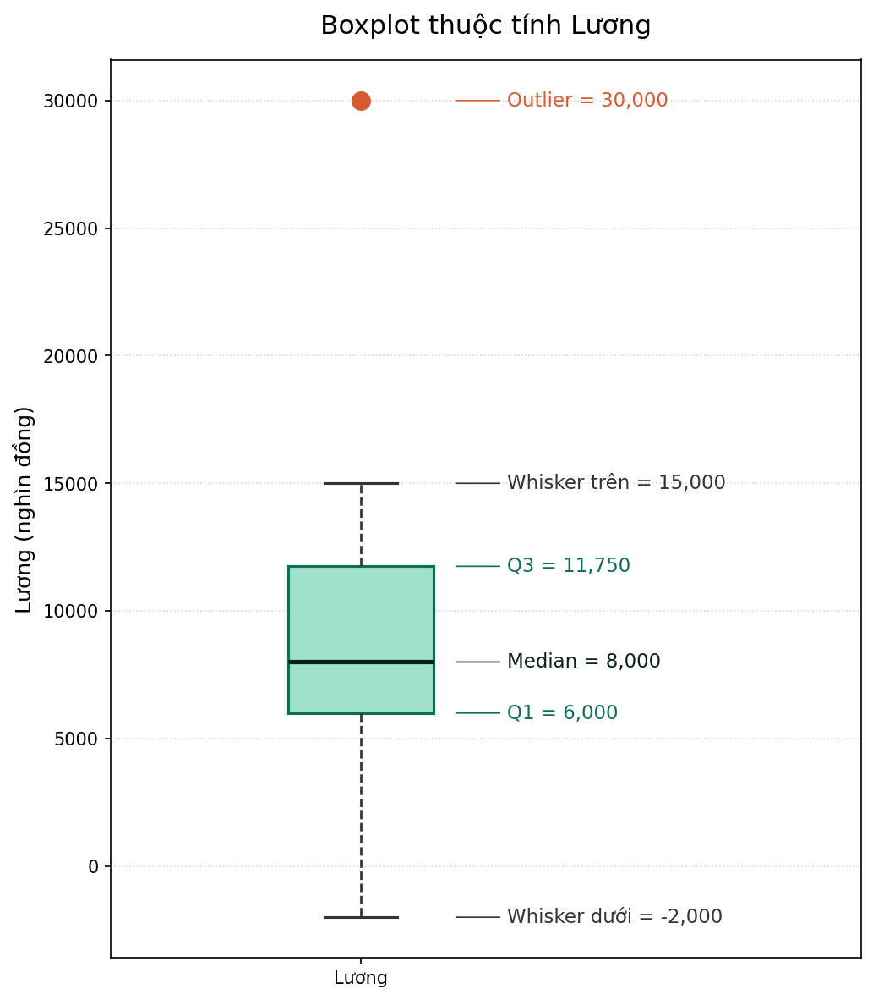 Boxplot thuộc tính Lương
30000
Outlier = 30,000
25000
20000
Lương (nghìn đồng)
15000
Whisker trên = 15,000
Q3 = 11,750
10000
Median = 8,000
Q1 = 6,000
5000
0
Whisker dưới = -2,000
Lương